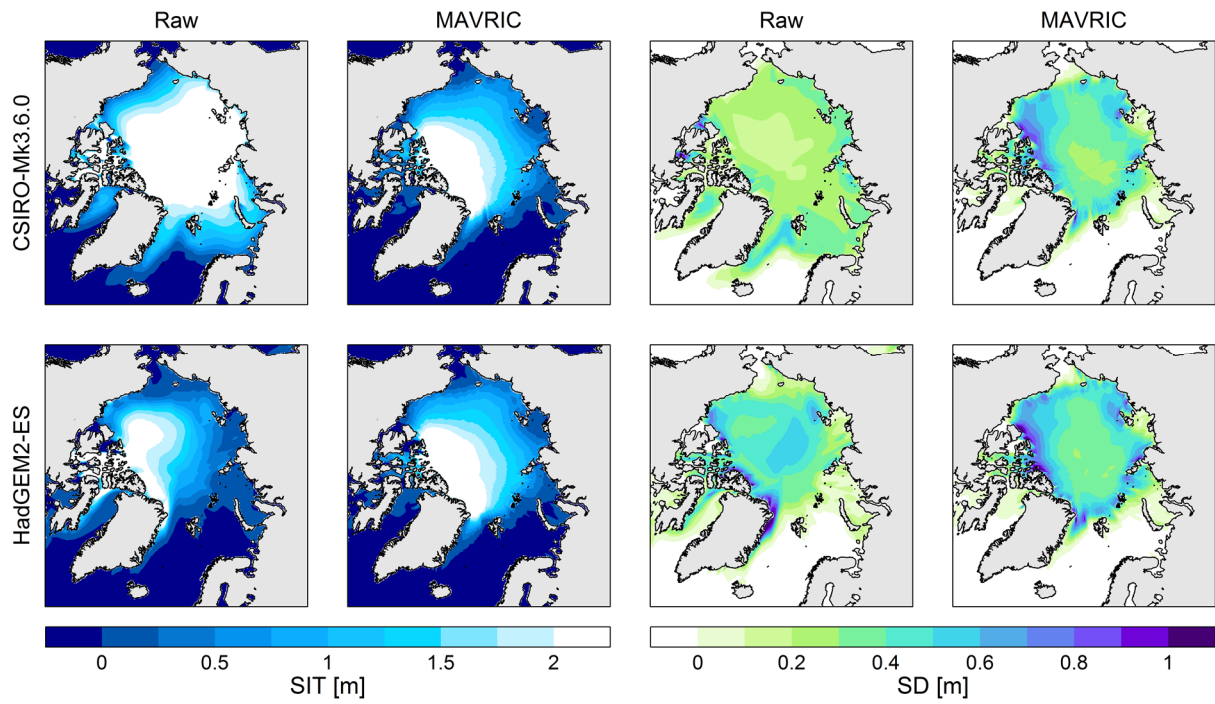 Raw MAVRIC Raw MAVRIC
CSIRO-Mk3.6.0
HadGEM2-ES
0 0.5 1 1.5 2 0 0.2 0.4 0.6 0.8 1
SIT [m] SD [m]